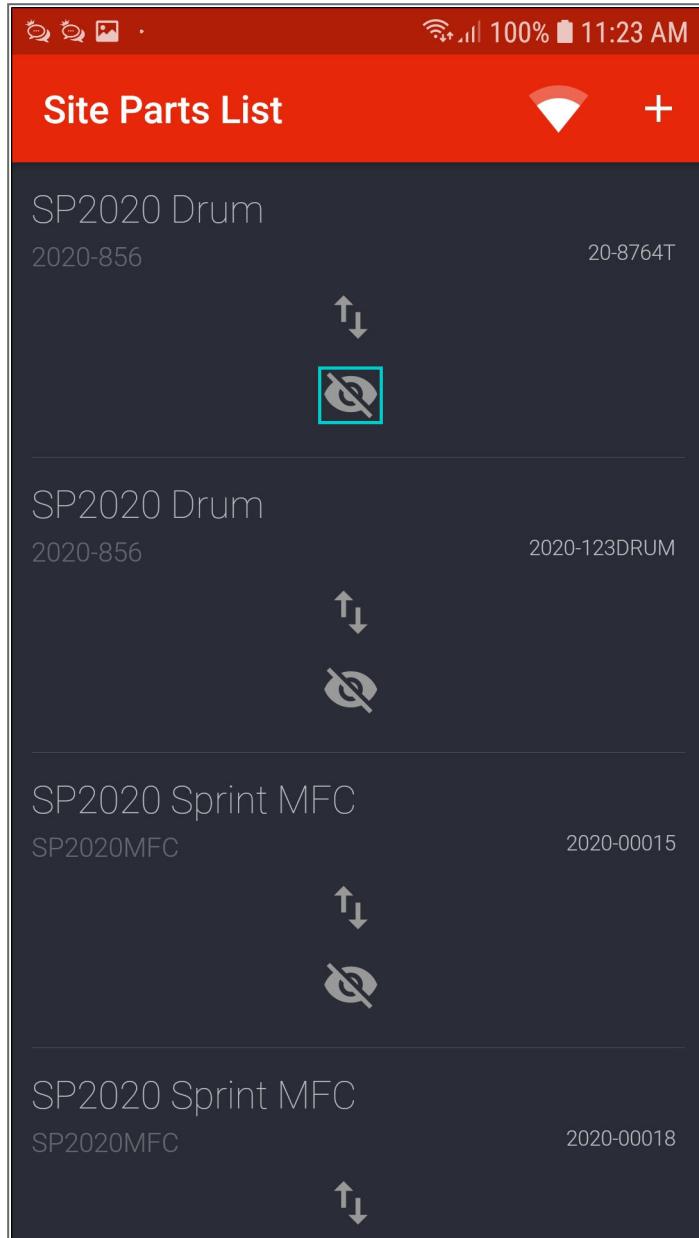 100% 11:23 AM
Site Parts List +
SP2020 Drum
2020-856 20-8764T
SP2020 Drum
2020-856 2020-123DRUM
SP2020 Sprint MFC
SP2020MFC 2020-00015
SP2020 Sprint MFC
SP2020MFC 2020-00018